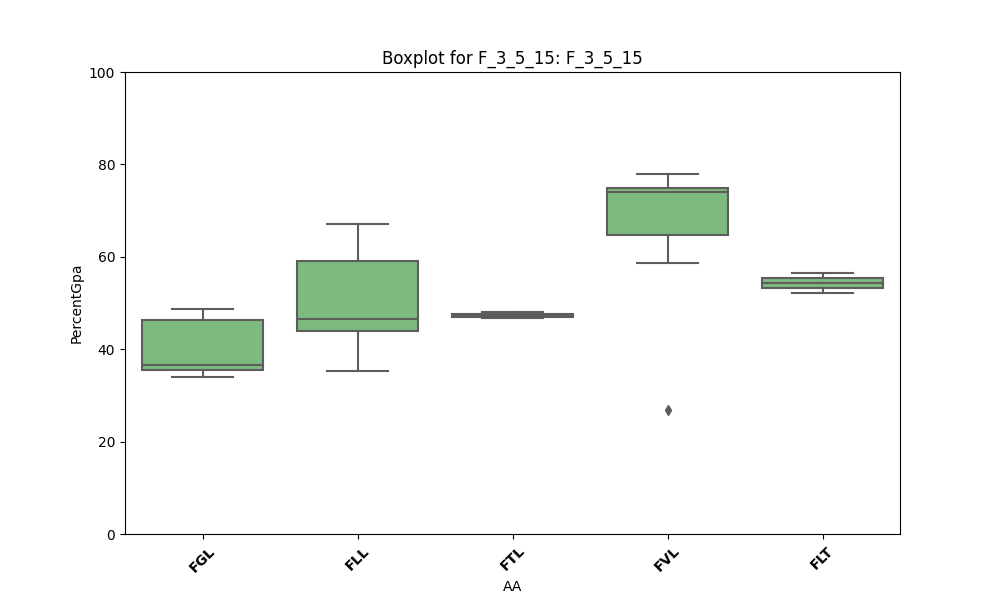 Boxplot for F_3_5_15: F_3_5_15
100
80
60
40
20
0
PercentGpa
FGL
FLL
FTL
FVL
FLT
AA